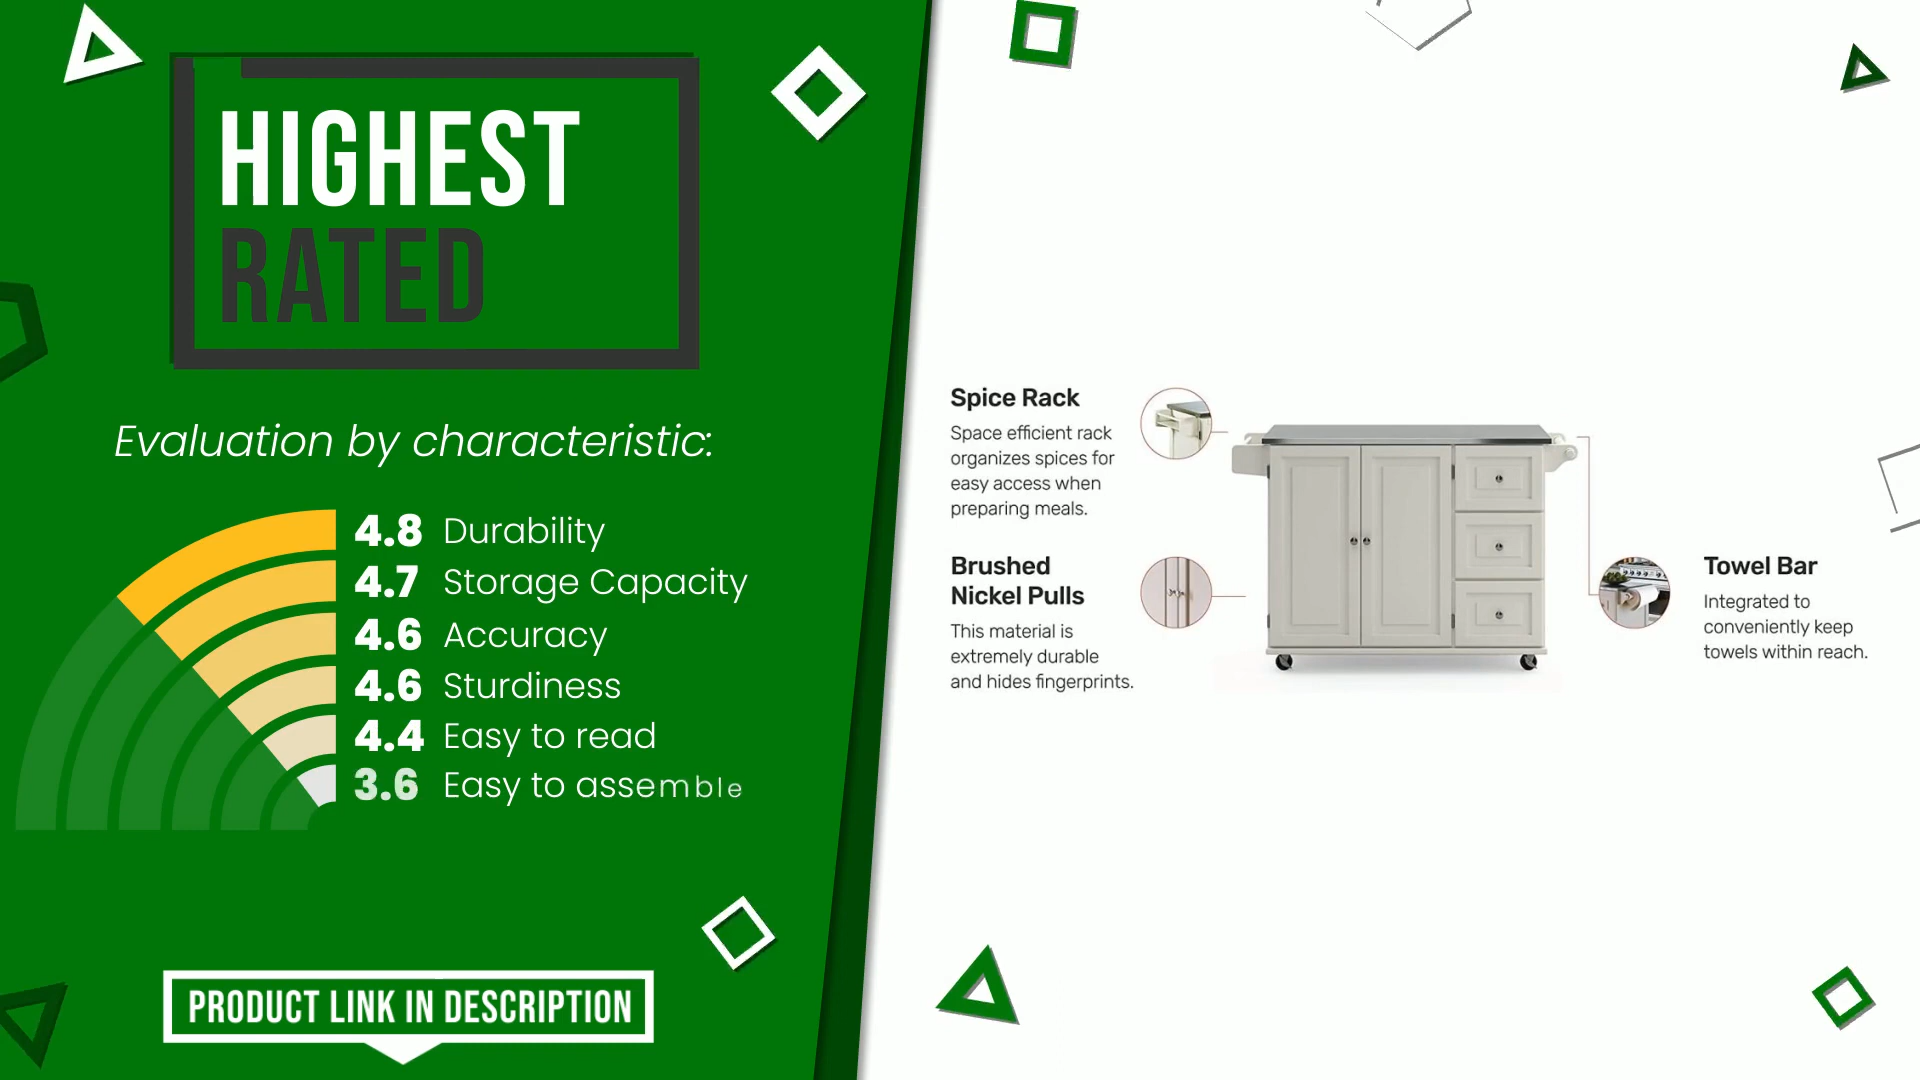 HIGHEST
RATED
Evaluation by characteristic:
4.8 Durability
4.7 Storage Capacity
4.6 Accuracy
4.6 Sturdiness
4.4 Easy to read
3.6 Easy to assemble
PRODUCT LINK IN DESCRIPTION
Spice Rack
Space efficient rack
organizes spices for
easy access when
preparing meals.
Brushed
Nickel Pulls
This material is
extremely durable
and hides fingerprints.
Towel Bar
Integrated to
conveniently keep
towels within reach.